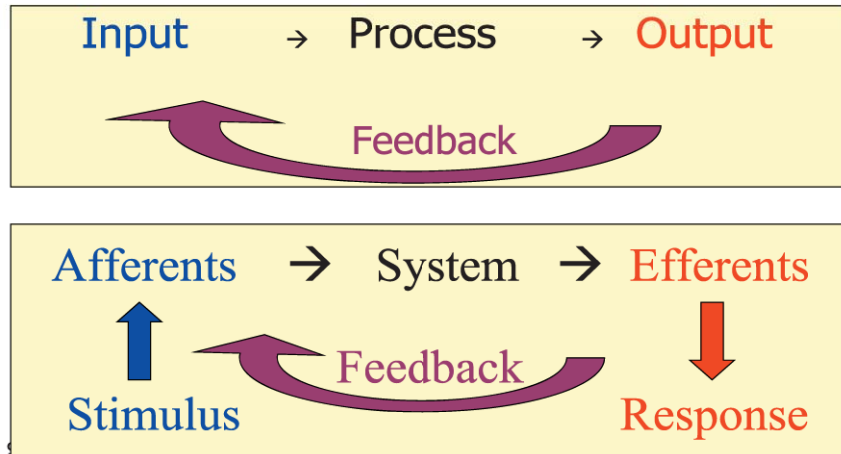 Input → Process → Output
Feedback
Afferents → System → Efferents
Feedback
Stimulus Response